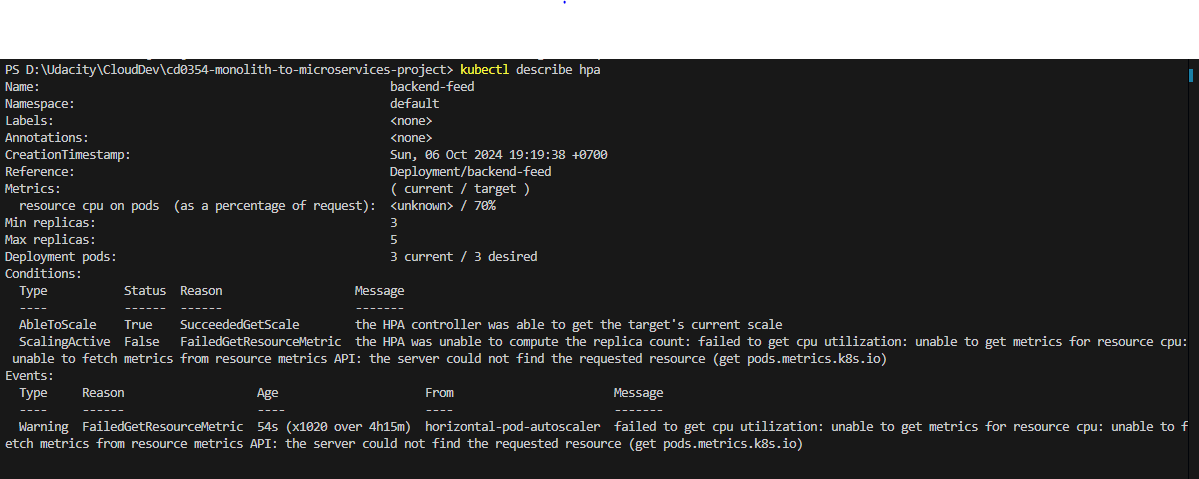 PS D:\Udacity\CloudDev\cd0354-monolith-to-microservices-project> kubectl describe hpa
Name:                                                  backend-feed
Namespace:                                             default
Labels:                                                <none>
Annotations:                                           <none>
CreationTimestamp:                                     Sun, 06 Oct 2024 19:19:38 +0700
Reference:                                             Deployment/backend-feed
Metrics:                                               ( current / target )
  resource cpu on pods  (as a percentage of request):  <unknown> / 70%
Min replicas:                                          3
Max replicas:                                          5
Deployment pods:                                       3 current / 3 desired
Conditions:
  Type           Status  Reason                   Message
  ----           ------  ------                   -------
  AbleToScale    True    SucceededGetScale        the HPA controller was able to get the target's current scale
  ScalingActive  False   FailedGetResourceMetric  the HPA was unable to compute the replica count: failed to get cpu utilization: unable to get metrics for resource cpu:
 unable to fetch metrics from resource metrics API: the server could not find the requested resource (get pods.metrics.k8s.io)
Events:
  Type     Reason                   Age                     From                       Message
  ----     ------                   ----                    ----                       -------
  Warning  FailedGetResourceMetric  54s (x1020 over 4h15m)  horizontal-pod-autoscaler  failed to get cpu utilization: unable to get metrics for resource cpu: unable to f
etch metrics from resource metrics API: the server could not find the requested resource (get pods.metrics.k8s.io)